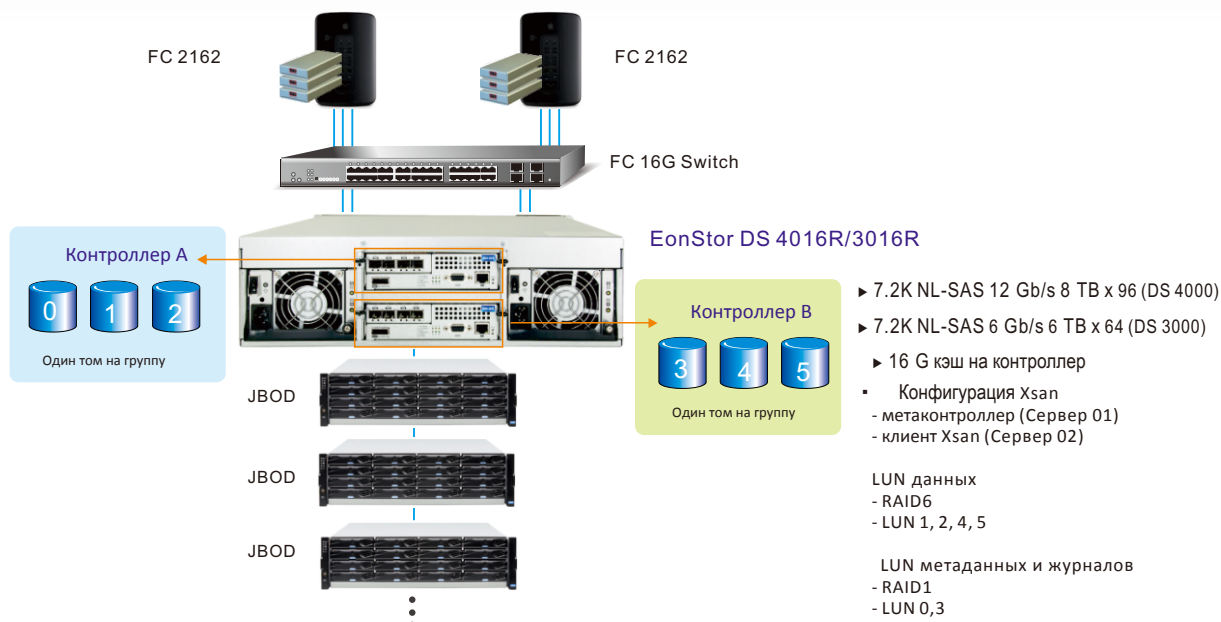 FC 2162
FC 2162
FC 16G Switch
EonStor DS 4016R/3016R
Контроллер A
0 1 2
Один том на группу
Контроллер B
3 4 5
Один том на группу
JBOD
JBOD
JBOD
▸ 7.2K NL-SAS 12 Gb/s 8 TB x 96 (DS 4000)
▸ 7.2K NL-SAS 6 Gb/s 6 TB x 64 (DS 3000)
▸ 16 G кэш на контроллер
▪ Конфигурация Xsan
- метаконтроллер (Сервер 01)
- клиент Xsan (Сервер 02)
LUN данных
- RAID6
- LUN 1, 2, 4, 5
LUN метаданных и журналов
- RAID1
- LUN 0,3